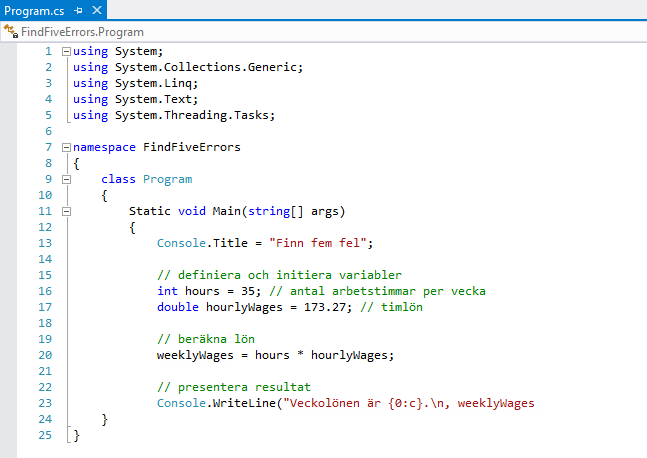 Program.cs
FindFiveErrors.Program
1 using System;
2 using System.Collections.Generic;
3 using System.Linq;
4 using System.Text;
5 using System.Threading.Tasks;
6
7 namespace FindFiveErrors
8 {
9     class Program
10     {
11         Static void Main(string[] args)
12         {
13             Console.Title = "Finn fem fel";
14
15             // definiera och initiera variabler
16             int hours = 35; // antal arbetstimmar per vecka
17             double hourlyWages = 173.27; // timlön
18
19             // beräkna lön
20             weeklyWages = hours * hourlyWages;
21
22             // presentera resultat
23             Console.WriteLine("Veckolönen är {0:c}.\n, weeklyWages
24     }
25 }